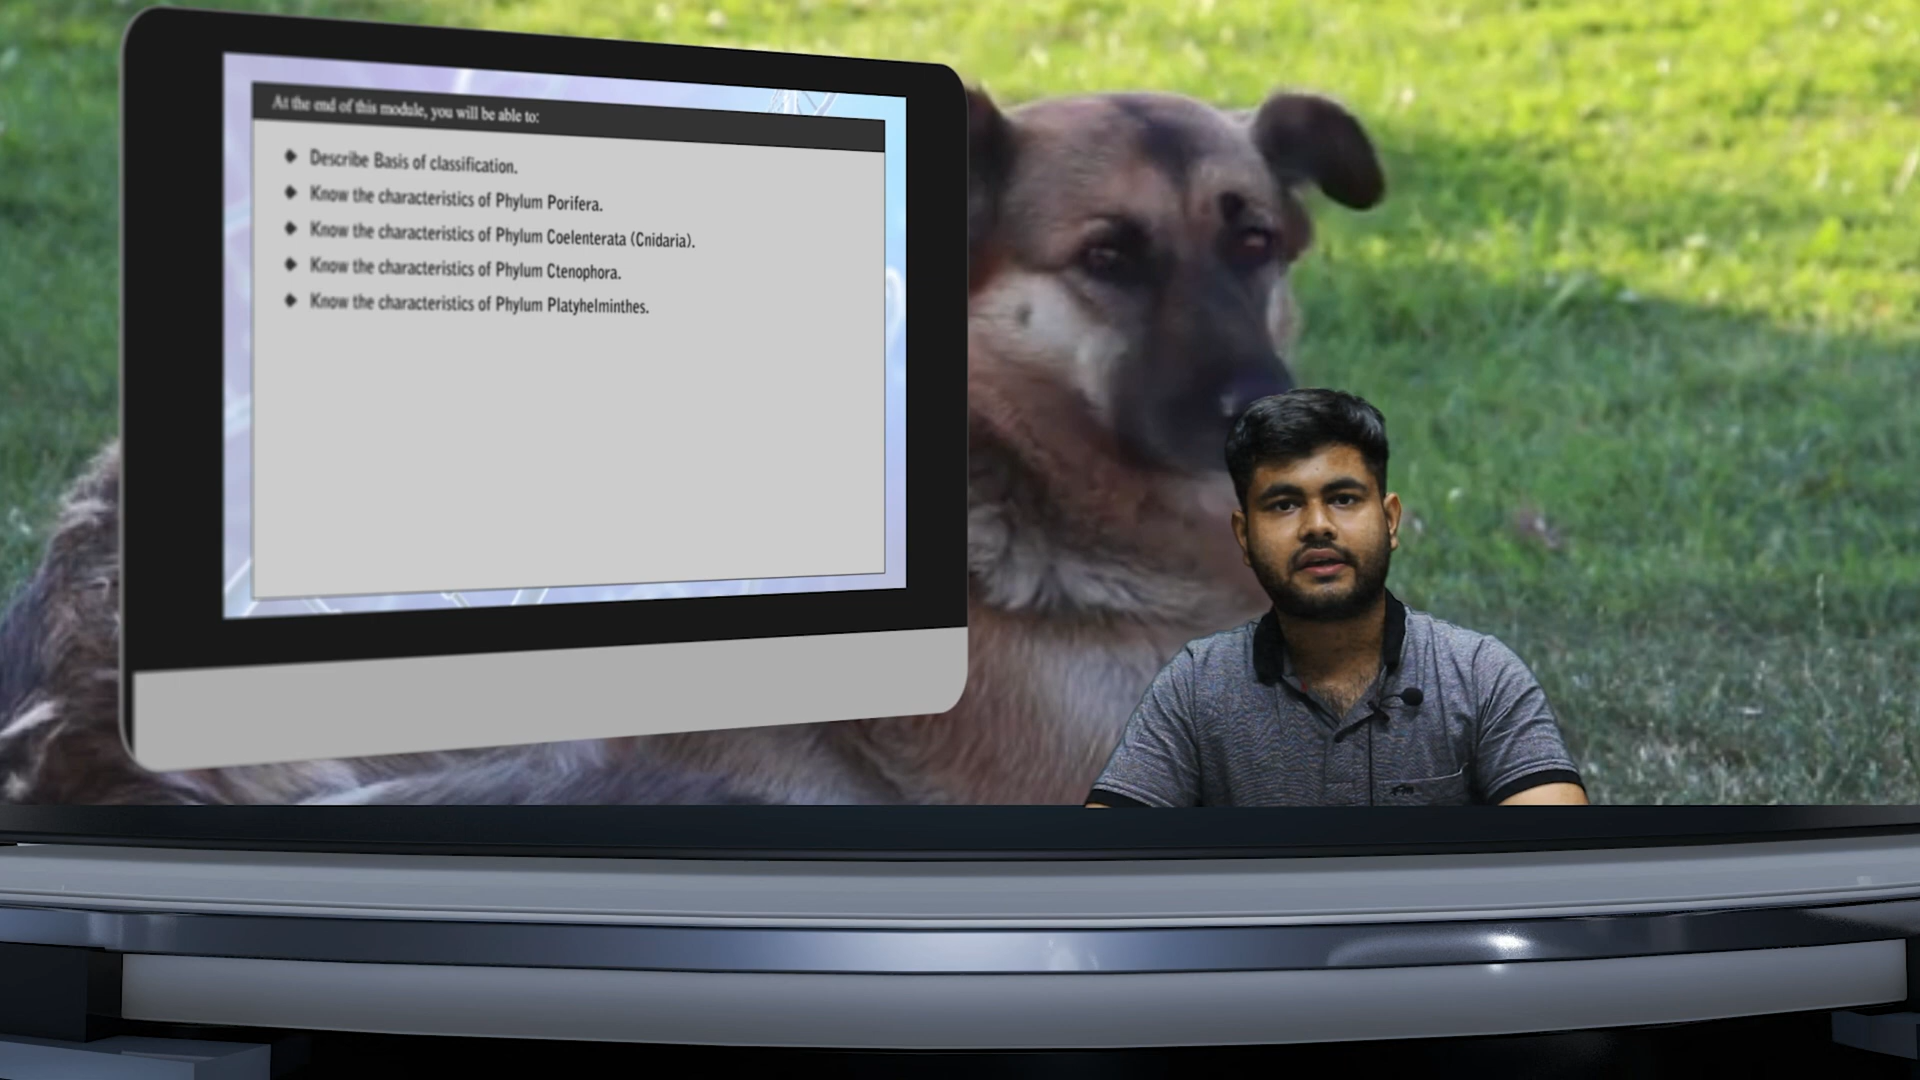 At the end of this module, you will be able to:
Describe Basis of classification.
Know the characteristics of Phylum Porifera.
Know the characteristics of Phylum Coelenterata (Cnidaria).
Know the characteristics of Phylum Ctenophora.
Know the characteristics of Phylum Platyhelminthes.